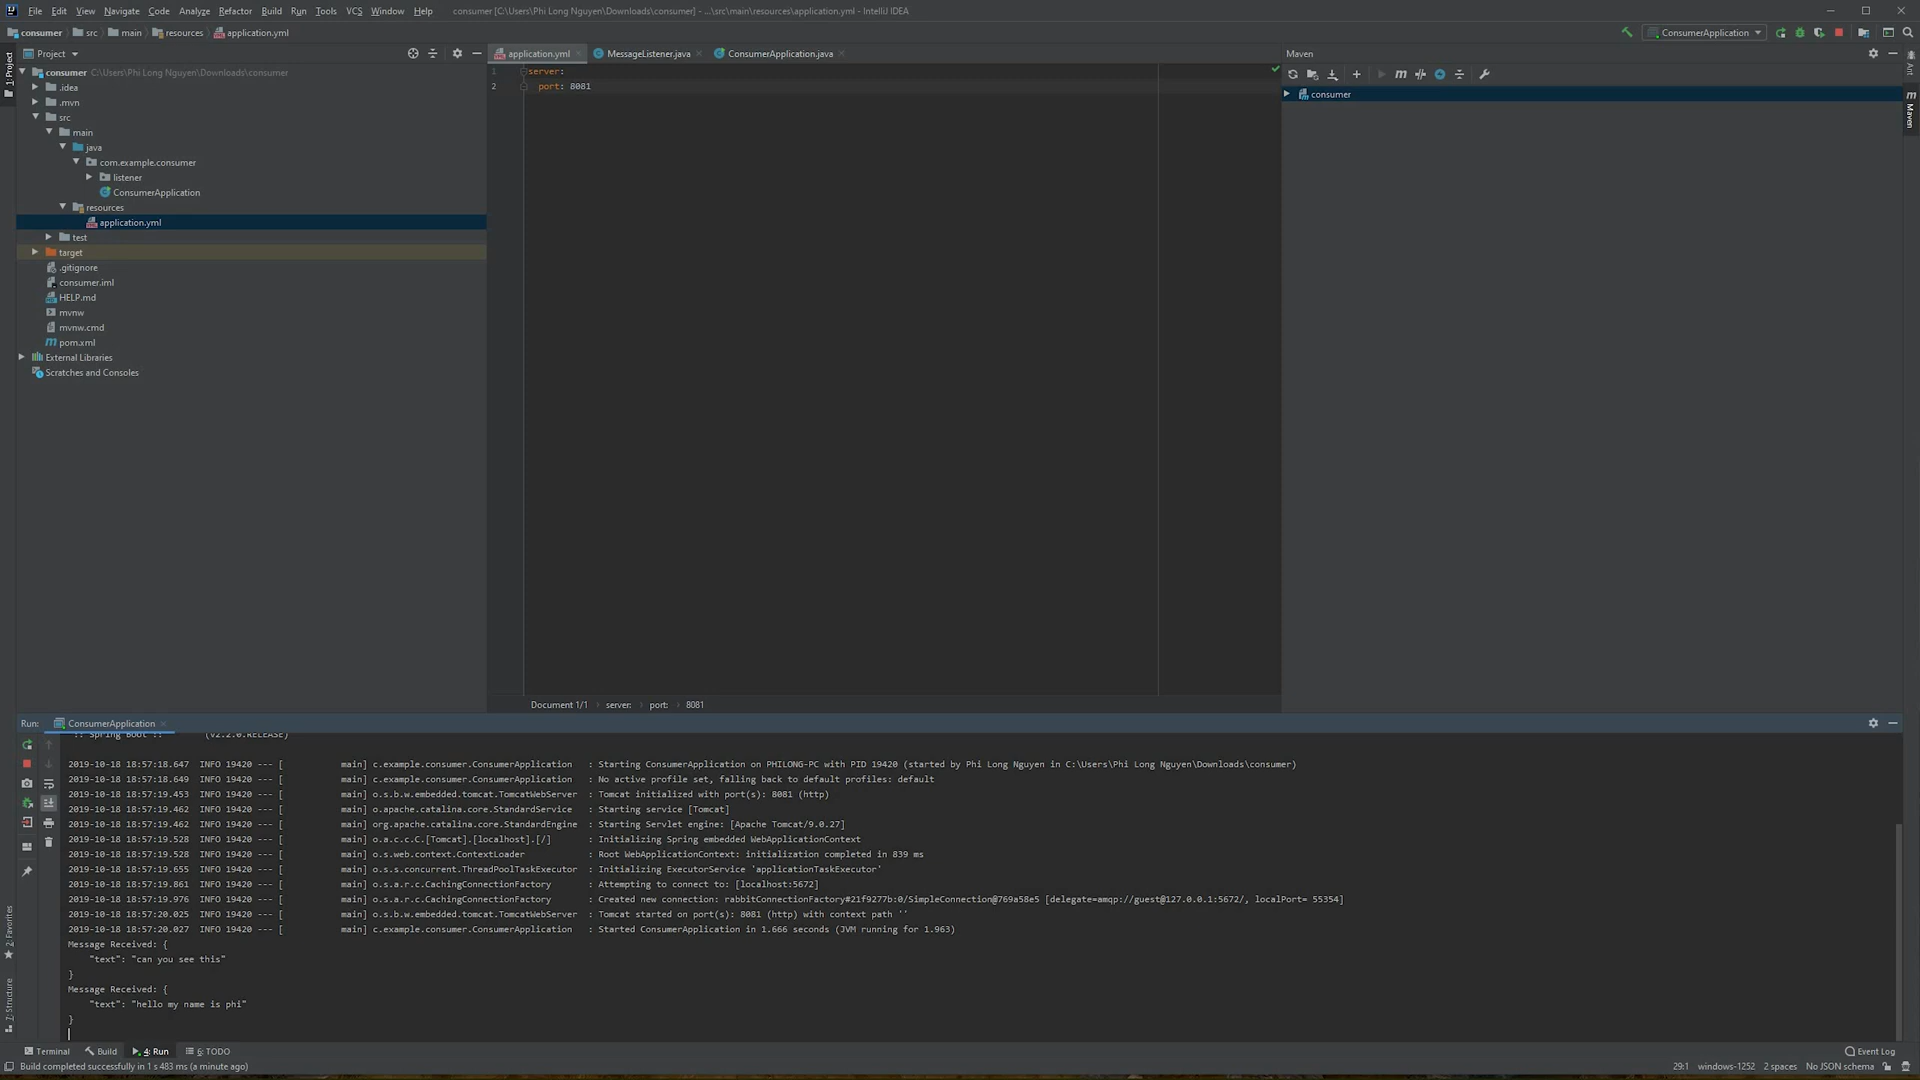 File Edit View Navigate Code Analyze Refactor Build Run Tools VCS Window Help consumer [C:\Users\Phi Long Nguyen\Downloads\consumer] - ...\src\main\resources\application.yml - IntelliJ IDEA
consumer src main resources application.yml ConsumerApplication
Project
application.yml MessageListener.java ConsumerApplication.java
Maven
1: Project
consumer C:\Users\Phi Long Nguyen\Downloads\consumer
.idea
.mvn
src
main
java
com.example.consumer
listener
ConsumerApplication
resources
application.yml
test
target
.gitignore
consumer.iml
HELP.md
mvnw
mvnw.cmd
pom.xml
External Libraries
Scratches and Consoles
1 server:
2 port: 8081
Document 1/1 server: port: 8081
consumer
Ant
Maven
Run: ConsumerApplication
:: Spring Boot :: (v2.2.0.RELEASE)
2019-10-18 18:57:18.647 INFO 19420 --- [ main] c.example.consumer.ConsumerApplication : Starting ConsumerApplication on PHILONG-PC with PID 19420 (started by Phi Long Nguyen in C:\Users\Phi Long Nguyen\Downloads\consumer)
2019-10-18 18:57:18.649 INFO 19420 --- [ main] c.example.consumer.ConsumerApplication : No active profile set, falling back to default profiles: default
2019-10-18 18:57:19.453 INFO 19420 --- [ main] o.s.b.w.embedded.tomcat.TomcatWebServer : Tomcat initialized with port(s): 8081 (http)
2019-10-18 18:57:19.462 INFO 19420 --- [ main] o.apache.catalina.core.StandardService : Starting service [Tomcat]
2019-10-18 18:57:19.462 INFO 19420 --- [ main] org.apache.catalina.core.StandardEngine : Starting Servlet engine: [Apache Tomcat/9.0.27]
2019-10-18 18:57:19.528 INFO 19420 --- [ main] o.a.c.c.C.[Tomcat].[localhost].[/] : Initializing Spring embedded WebApplicationContext
2019-10-18 18:57:19.528 INFO 19420 --- [ main] o.s.web.context.ContextLoader : Root WebApplicationContext: initialization completed in 839 ms
2019-10-18 18:57:19.655 INFO 19420 --- [ main] o.s.s.concurrent.ThreadPoolTaskExecutor : Initializing ExecutorService 'applicationTaskExecutor'
2019-10-18 18:57:19.861 INFO 19420 --- [ main] o.s.a.r.c.CachingConnectionFactory : Attempting to connect to: [localhost:5672]
2019-10-18 18:57:19.976 INFO 19420 --- [ main] o.s.a.r.c.CachingConnectionFactory : Created new connection: rabbitConnectionFactory#21f9277b:0/SimpleConnection@769a58e5 [delegate=amqp://guest@127.0.0.1:5672/, localPort= 55354]
2019-10-18 18:57:20.025 INFO 19420 --- [ main] o.s.b.w.embedded.tomcat.TomcatWebServer : Tomcat started on port(s): 8081 (http) with context path ''
2019-10-18 18:57:20.027 INFO 19420 --- [ main] c.example.consumer.ConsumerApplication : Started ConsumerApplication in 1.666 seconds (JVM running for 1.963)
Message Received: {
"text": "can you see this"
}
Message Received: {
"text": "hello my name is phi"
}
2: Favorites
7: Structure
Terminal Build 4: Run 6: TODO Event Log
Build completed successfully in 1 s 483 ms (a minute ago) 29:1 windows-1252 2 spaces No JSON schema